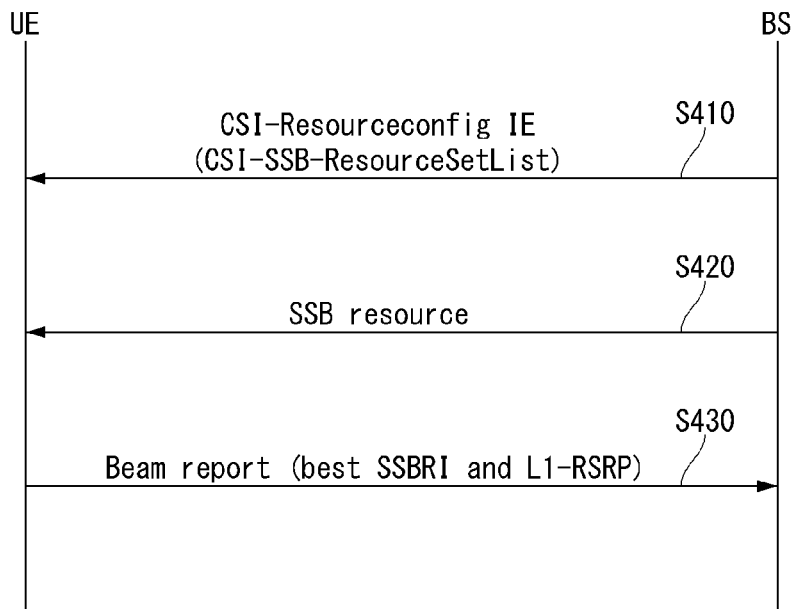 UE
BS
S410
CSI-Resourceconfig IE
(CSI-SSB-ResourceSetList)
S420
SSB resource
S430
Beam report (best SSBRI and L1-RSRP)